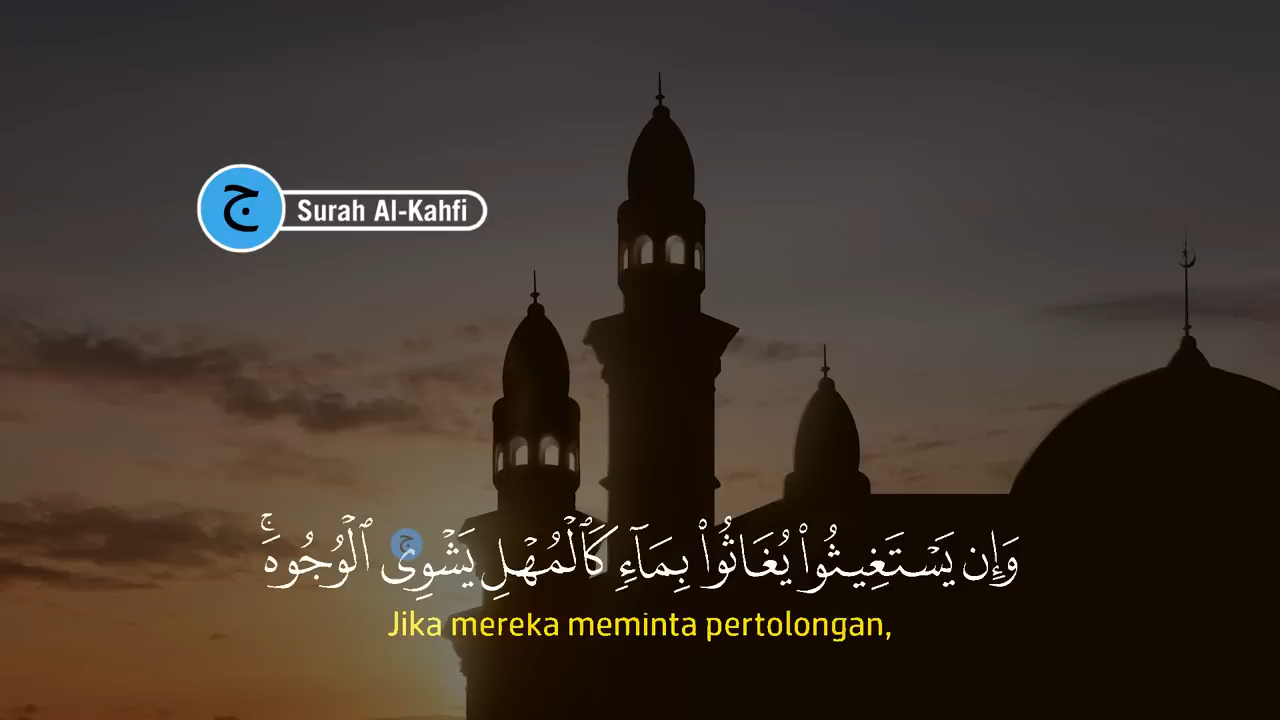 ج
Surah Al-Kahfi
وَإِن يَسْتَغِيثُوا۟ يُغَاثُوا۟ بِمَآءٍ كَٱلْمُهْلِ يَشْوِى ٱلْوُجُوهَ ۚ
ج
Jika mereka meminta pertolongan,